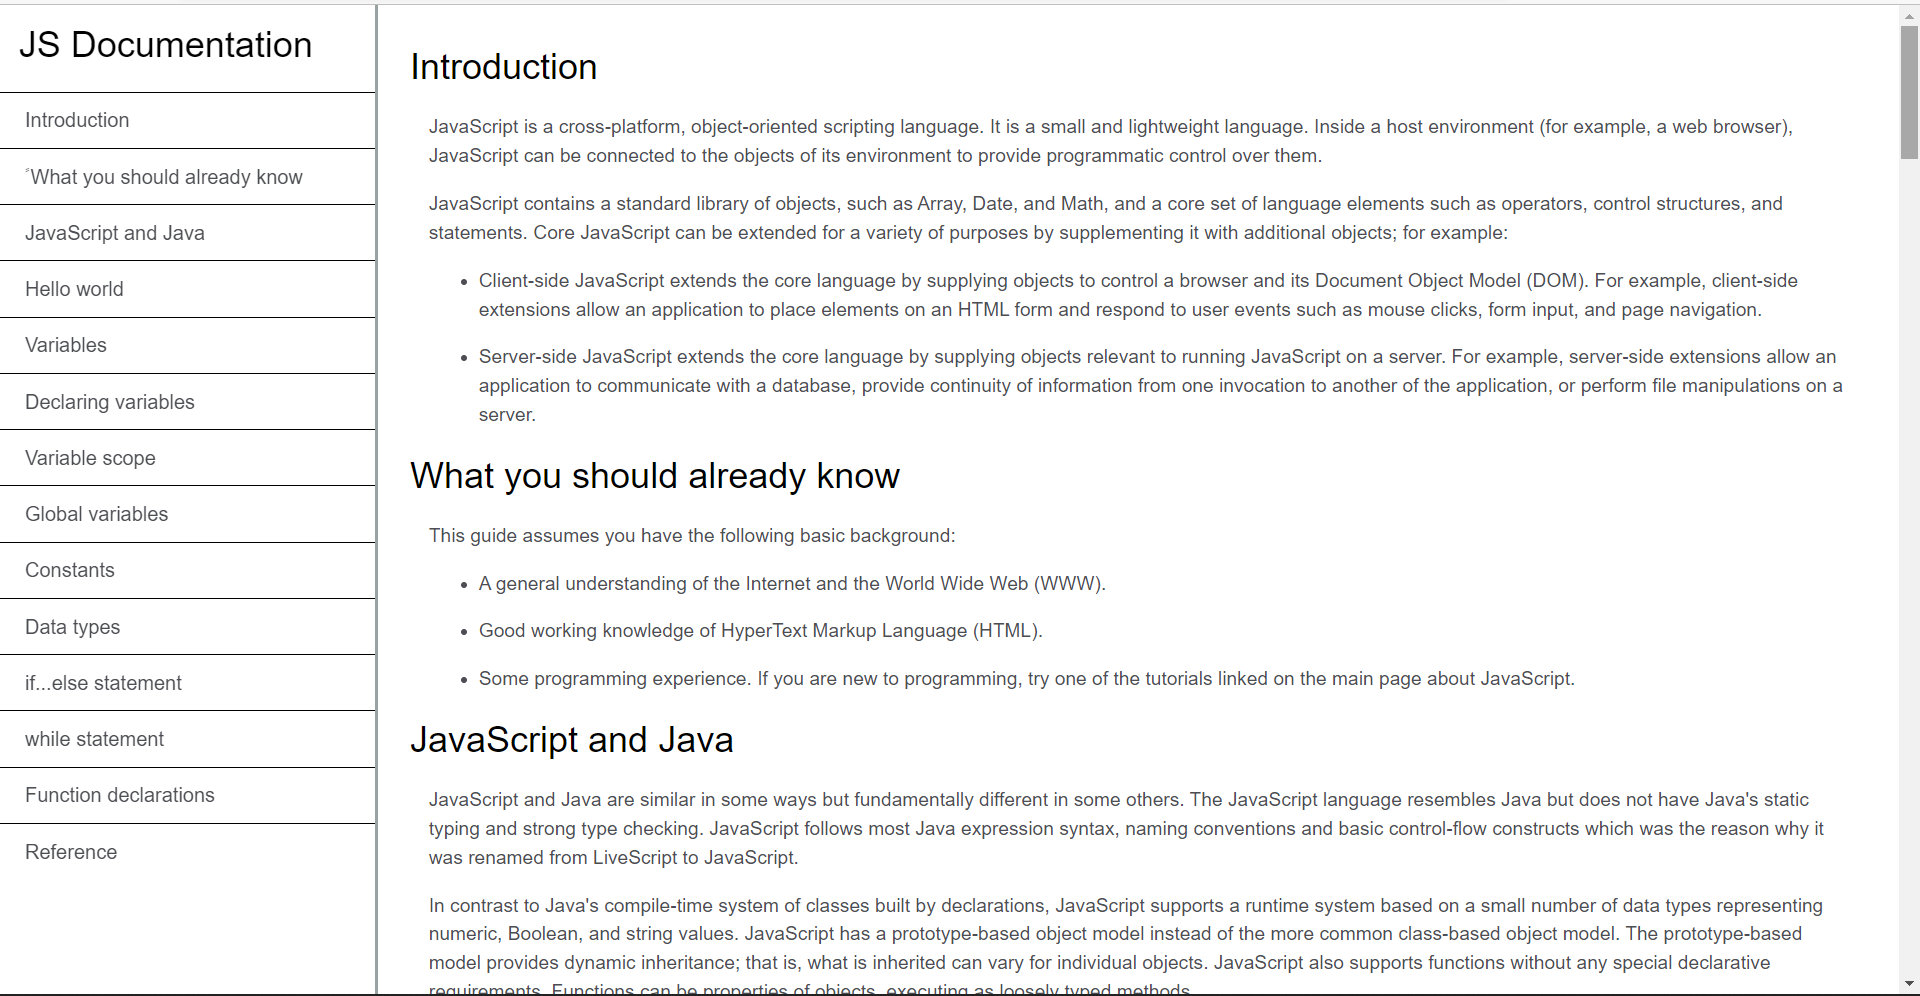 JS Documentation
Introduction
What you should already know
JavaScript and Java
Hello world
Variables
Declaring variables
Variable scope
Global variables
Constants
Data types
if...else statement
while statement
Function declarations
Reference
Introduction
JavaScript is a cross-platform, object-oriented scripting language. It is a small and lightweight language. Inside a host environment (for example, a web browser),
JavaScript can be connected to the objects of its environment to provide programmatic control over them.
JavaScript contains a standard library of objects, such as Array, Date, and Math, and a core set of language elements such as operators, control structures, and
statements. Core JavaScript can be extended for a variety of purposes by supplementing it with additional objects; for example:
• Client-side JavaScript extends the core language by supplying objects to control a browser and its Document Object Model (DOM). For example, client-side
extensions allow an application to place elements on an HTML form and respond to user events such as mouse clicks, form input, and page navigation.
• Server-side JavaScript extends the core language by supplying objects relevant to running JavaScript on a server. For example, server-side extensions allow an
application to communicate with a database, provide continuity of information from one invocation to another of the application, or perform file manipulations on a
server.
What you should already know
This guide assumes you have the following basic background:
• A general understanding of the Internet and the World Wide Web (WWW).
• Good working knowledge of HyperText Markup Language (HTML).
• Some programming experience. If you are new to programming, try one of the tutorials linked on the main page about JavaScript.
JavaScript and Java
JavaScript and Java are similar in some ways but fundamentally different in some others. The JavaScript language resembles Java but does not have Java's static
typing and strong type checking. JavaScript follows most Java expression syntax, naming conventions and basic control-flow constructs which was the reason why it
was renamed from LiveScript to JavaScript.
In contrast to Java's compile-time system of classes built by declarations, JavaScript supports a runtime system based on a small number of data types representing
numeric, Boolean, and string values. JavaScript has a prototype-based object model instead of the more common class-based object model. The prototype-based
model provides dynamic inheritance; that is, what is inherited can vary for individual objects. JavaScript also supports functions without any special declarative
requirements. Functions can be properties of objects, executing as loosely typed methods.